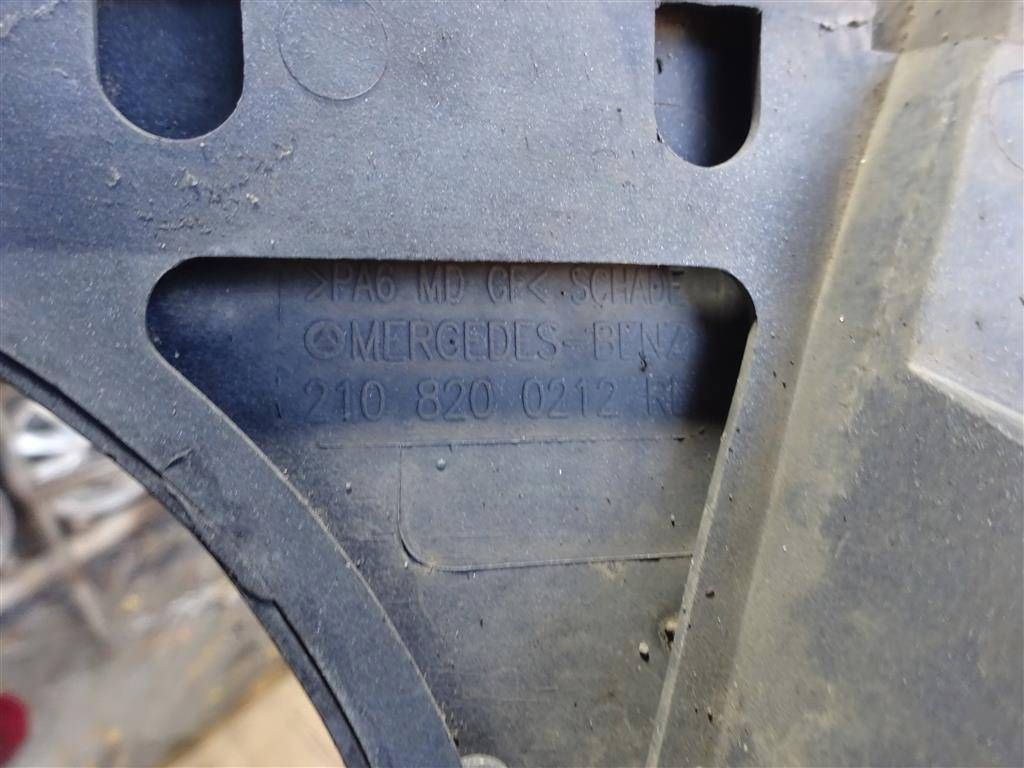 >PA6 MD GF< SCHADE
MERCEDES-BENZ
210 820 0212